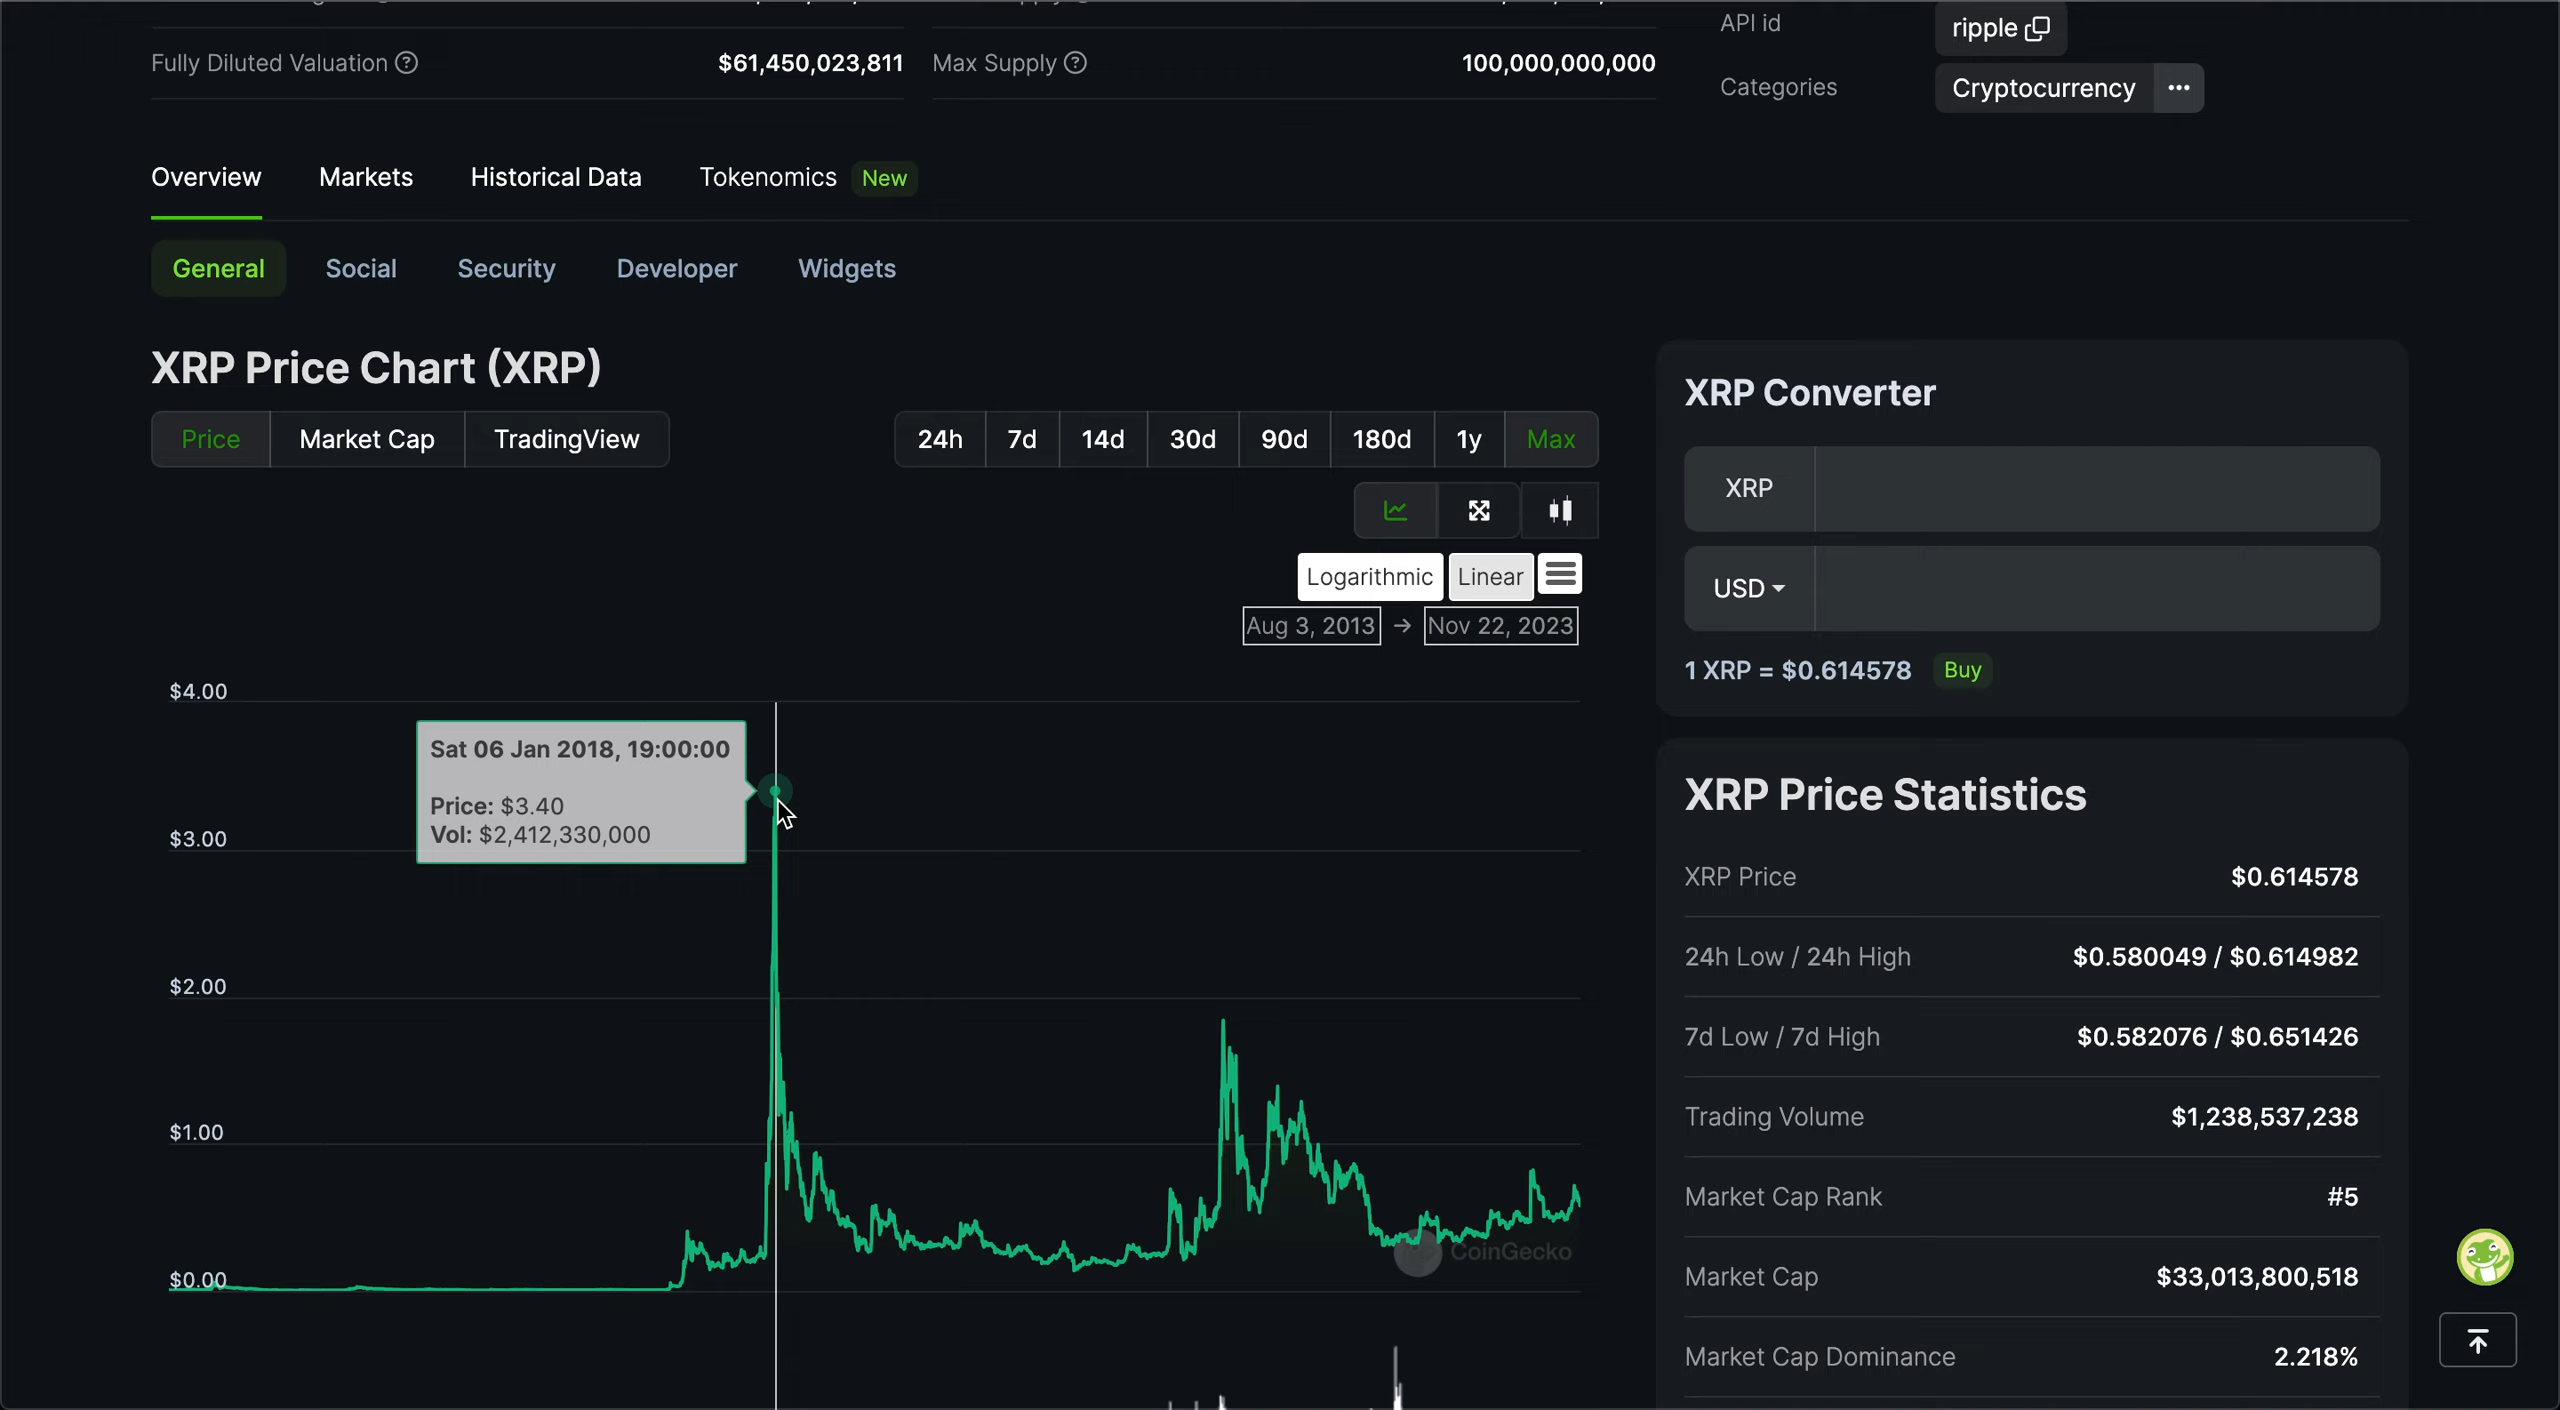 API id
ripple
Fully Diluted Valuation
$61,450,023,811
Max Supply
100,000,000,000
Categories
Cryptocurrency
Overview
Markets
Historical Data
Tokenomics
New
General
Social
Security
Developer
Widgets
XRP Price Chart (XRP)
Price
Market Cap
TradingView
24h
7d
14d
30d
90d
180d
1y
Max
Logarithmic
Linear
Aug 3, 2013 → Nov 22, 2023
$4.00
$3.00
$2.00
$1.00
$0.00
Sat 06 Jan 2018, 19:00:00
Price: $3.40
Vol: $2,412,330,000
CoinGecko
XRP Converter
XRP
USD
1 XRP = $0.614578
Buy
XRP Price Statistics
XRP Price
$0.614578
24h Low / 24h High
$0.580049 / $0.614982
7d Low / 7d High
$0.582076 / $0.651426
Trading Volume
$1,238,537,238
Market Cap Rank
#5
Market Cap
$33,013,800,518
Market Cap Dominance
2.218%